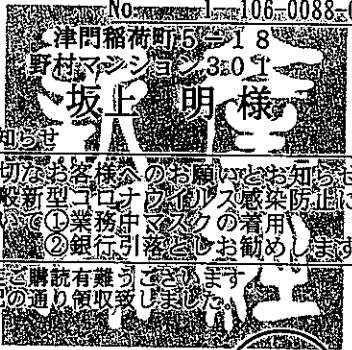 No. 1-106-0088-0
津門稲荷町5-18
野村マンション301
坂上 明 様
知らせ
切なお客様へのお願いとお知らせ
般新型コロナウイルス感染防止に
いて①業務中マスクの着用
②銀行引落としお勧めします
ご購読有難うございます
記の通り領収致しました